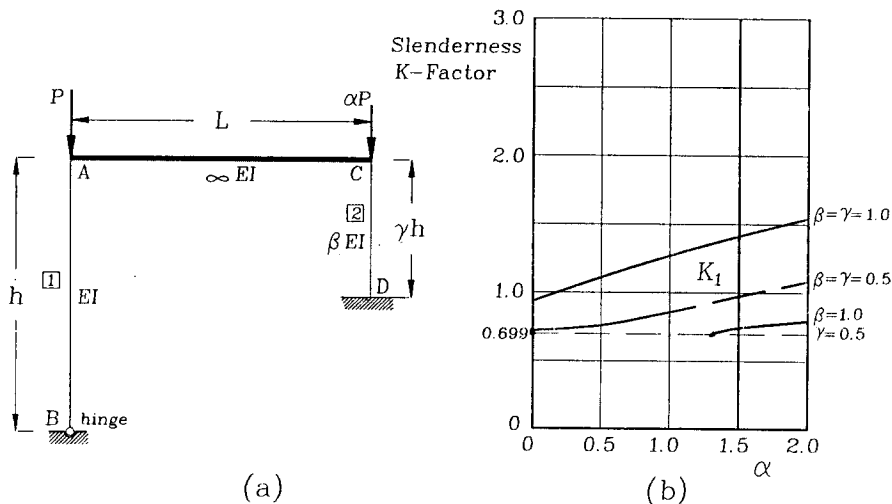 P
αP
L
A
C
∞ EI
2
βEI
γh
h
1
EI
D
B
hinge
(a)
Slenderness
K-Factor
3.0
2.0
1.0
0.699
0
K₁
β=γ=1.0
β=γ=0.5
β=1.0
γ=0.5
0
0.5
1.0
1.5
2.0
α
(b)